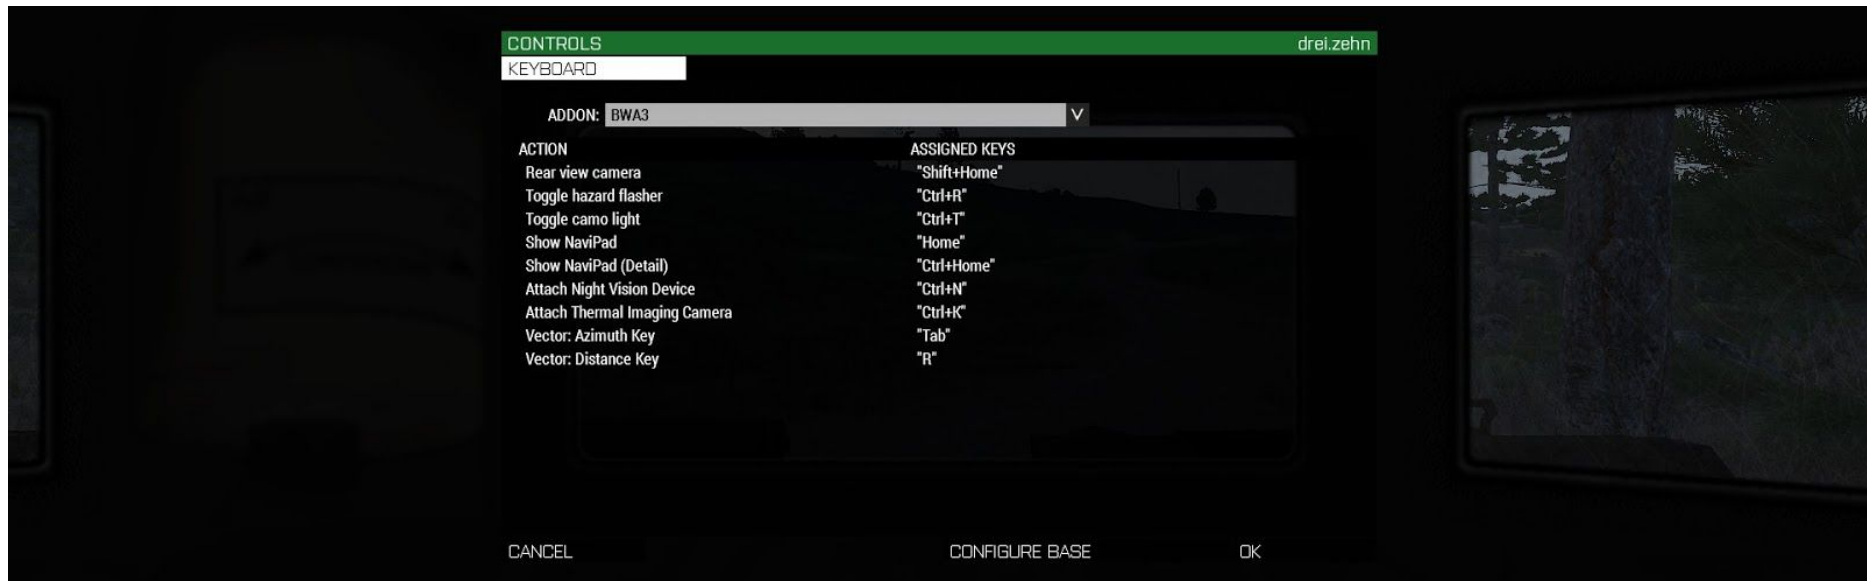 CONTROLS drei.zehn
KEYBOARD
ADDON: BWA3 V
ACTION ASSIGNED KEYS
Rear view camera "Shift+Home"
Toggle hazard flasher "Ctrl+R"
Toggle camo light "Ctrl+T"
Show NaviPad "Home"
Show NaviPad (Detail) "Ctrl+Home"
Attach Night Vision Device "Ctrl+N"
Attach Thermal Imaging Camera "Ctrl+K"
Vector: Azimuth Key "Tab"
Vector: Distance Key "R"
CANCEL CONFIGURE BASE OK